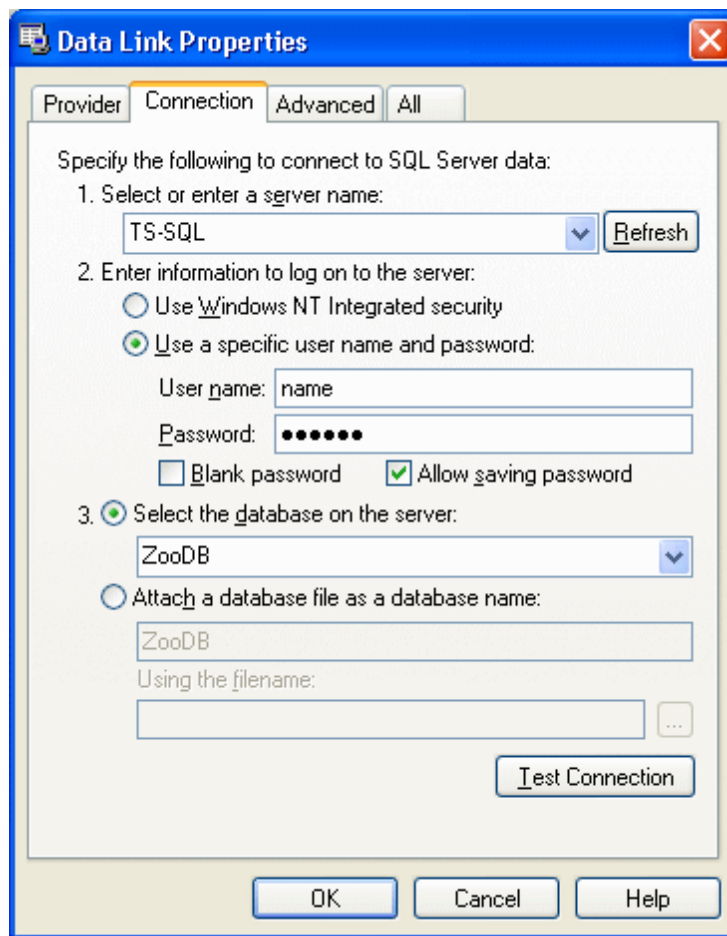 Data Link Properties
Provider Connection Advanced All
Specify the following to connect to SQL Server data:
1. Select or enter a server name:
TS-SQL Refresh
2. Enter information to log on to the server:
Use Windows NT Integrated security
Use a specific user name and password:
User name: name
Password: ●●●●●●
Blank password Allow saving password
3. Select the database on the server:
ZooDB
Attach a database file as a database name:
ZooDB
Using the filename:
...
Test Connection
OK Cancel Help